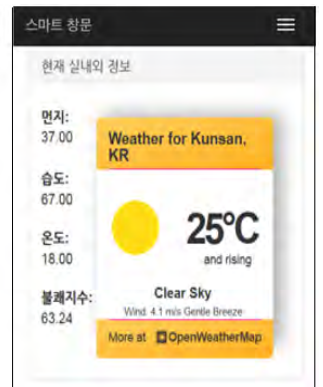 스마트 창문
현재 실내외 정보
먼지:
37.00
습도:
67.00
온도:
18.00
불쾌지수:
63.24
Weather for Kunsan,
KR
25°C
and rising
Clear Sky
Wind: 4.1 m/s Gentle Breeze
More at OpenWeatherMap